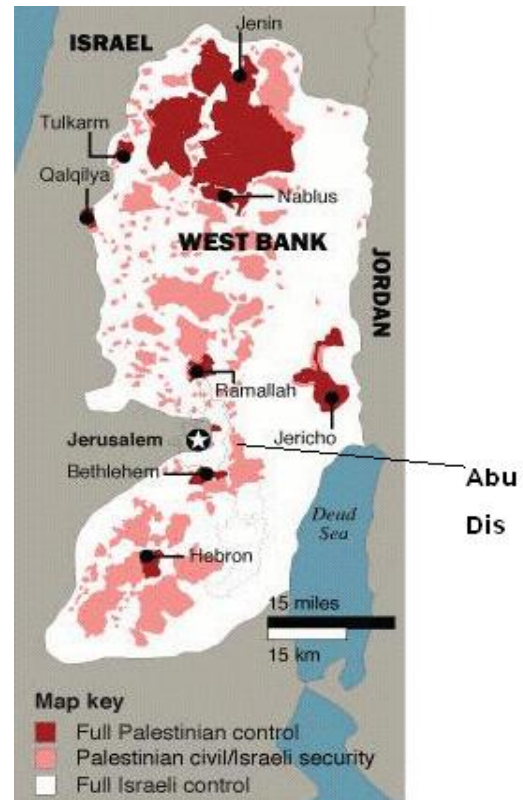 Jenin
ISRAEL
Tulkarm
Qalqilya
Nablus
WEST BANK
JORDAN
Ramallah
Jerusalem
Jericho
Bethlehem
Abu
Dis
Dead
Sea
Hebron
15 miles
15 km
Map key
Full Palestinian control
Palestinian civil/Israeli security
Full Israeli control